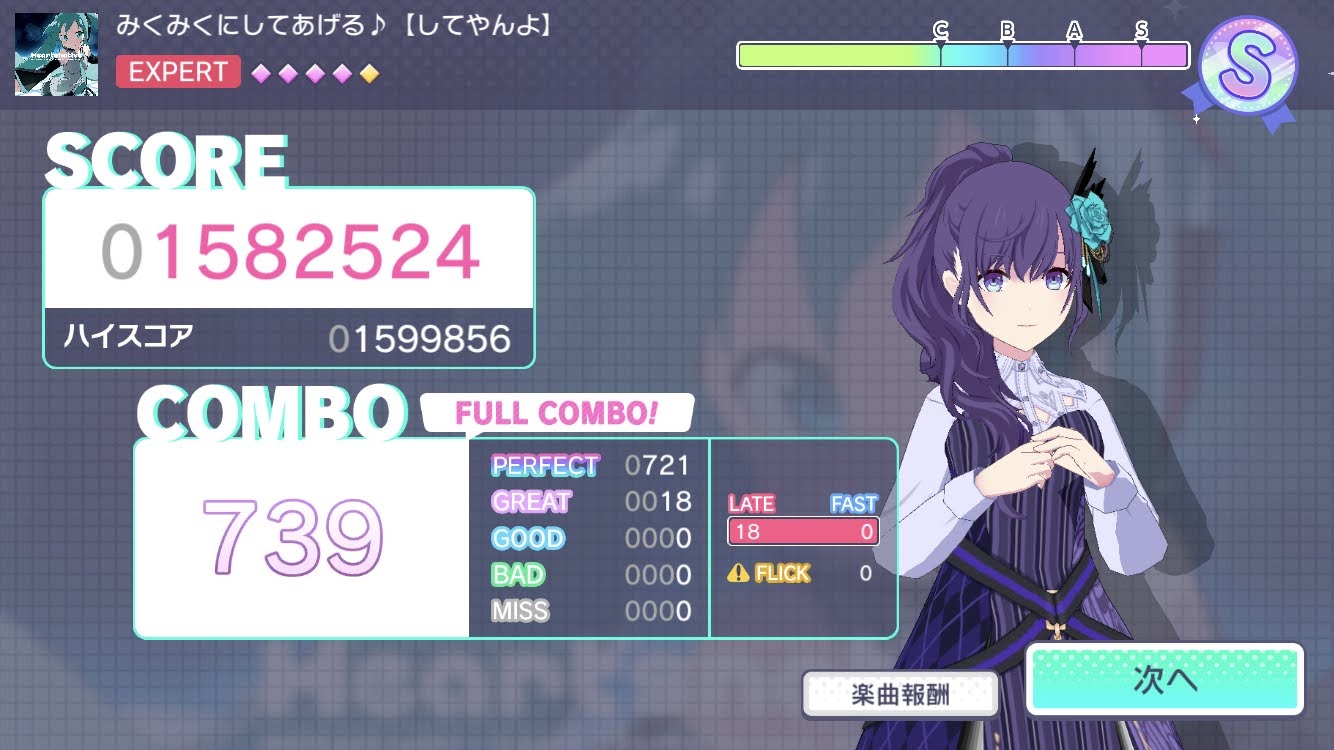 みくみくにしてあげる♪【してやんよ】
EXPERT
C B A S
S
SCORE
01582524
ハイスコア 01599856
COMBO FULL COMBO!
739
PERFECT 0721
GREAT 0018
GOOD 0000
BAD 0000
MISS 0000
LATE FAST
18 0
FLICK 0
楽曲報酬
次へ